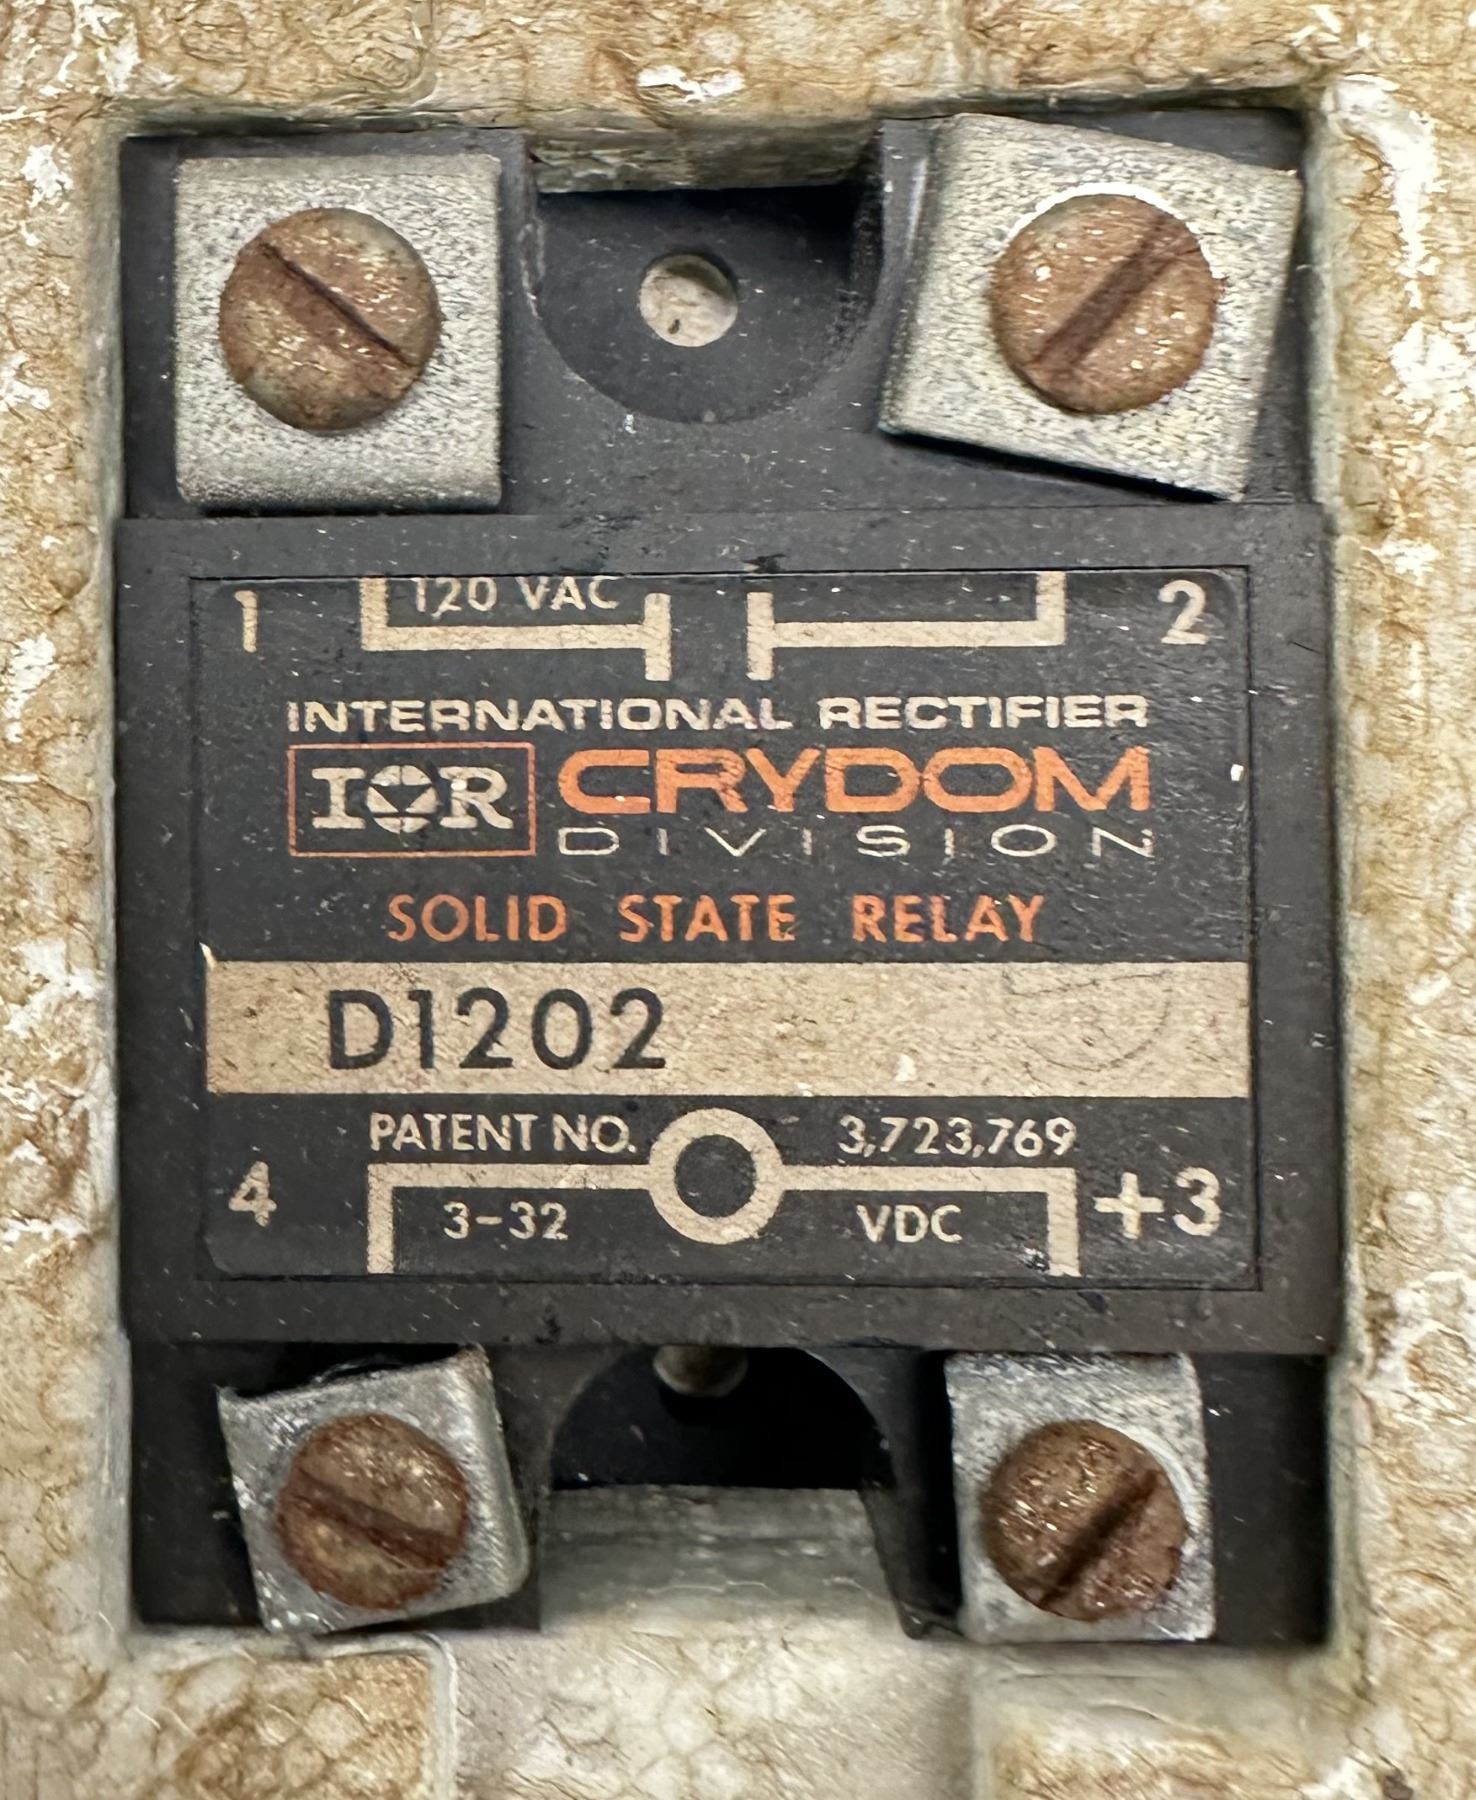 1 120 VAC 2
INTERNATIONAL RECTIFIER
IOR CRYDOM
DIVISION
SOLID STATE RELAY
D1202
PATENT NO. 3,723,769
4 +3
3-32 VDC